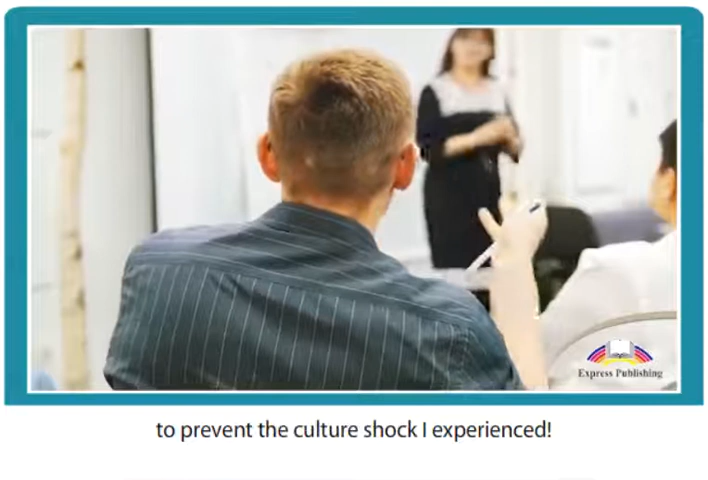 Express Publishing
to prevent the culture shock I experienced!